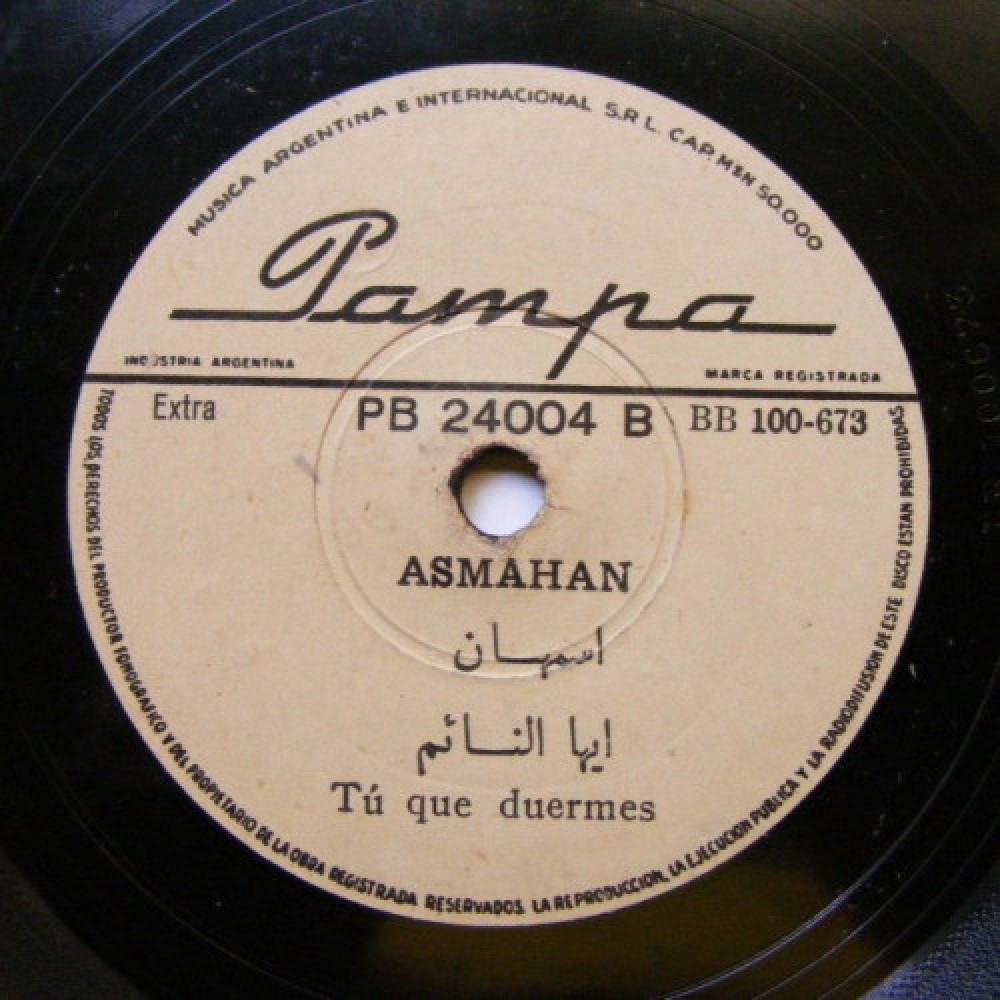 MUSICA ARGENTINA E INTERNACIONAL S.R.L. CAP. M$N 50.000
Pampa
INDUSTRIA ARGENTINA
MARCA REGISTRADA
Extra
PB 24004 B
BB 100-673
ASMAHAN
اسمهان
ايها النائم
Tú que duermes
TODOS LOS DERECHOS DEL PRODUCTOR FONOGRAFICO Y DEL PROPIETARIO DE LA OBRA REGISTRADA RESERVADOS. LA REPRODUCCION, LA EJECUCION PUBLICA Y LA RADIODIFUSION DE ESTE DISCO ESTAN PROHIBIDAS